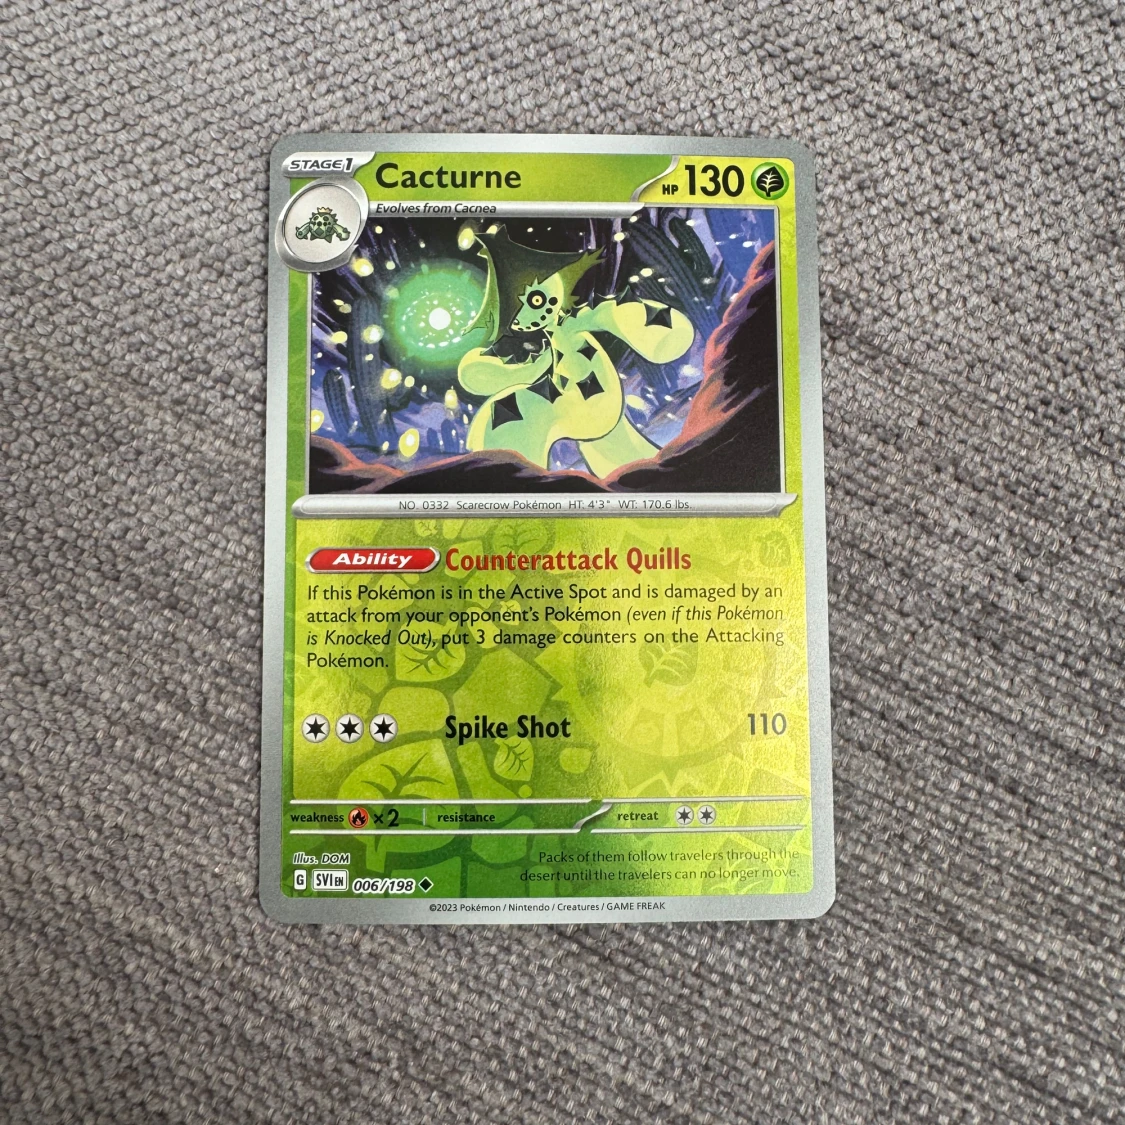 STAGE 1 Cacturne HP 130
Evolves from Cacnea
NO. 0332 Scarecrow Pokémon HT: 4'3" WT: 170.6 lbs.
Ability Counterattack Quills
If this Pokémon is in the Active Spot and is damaged by an
attack from your opponent's Pokémon (even if this Pokémon
is Knocked Out), put 3 damage counters on the Attacking
Pokémon.
Spike Shot 110
weakness ×2 resistance retreat
Illus. DOM
Packs of them follow travelers through the
desert until the travelers can no longer move.
G SVI EN 006/198
©2023 Pokémon / Nintendo / Creatures / GAME FREAK